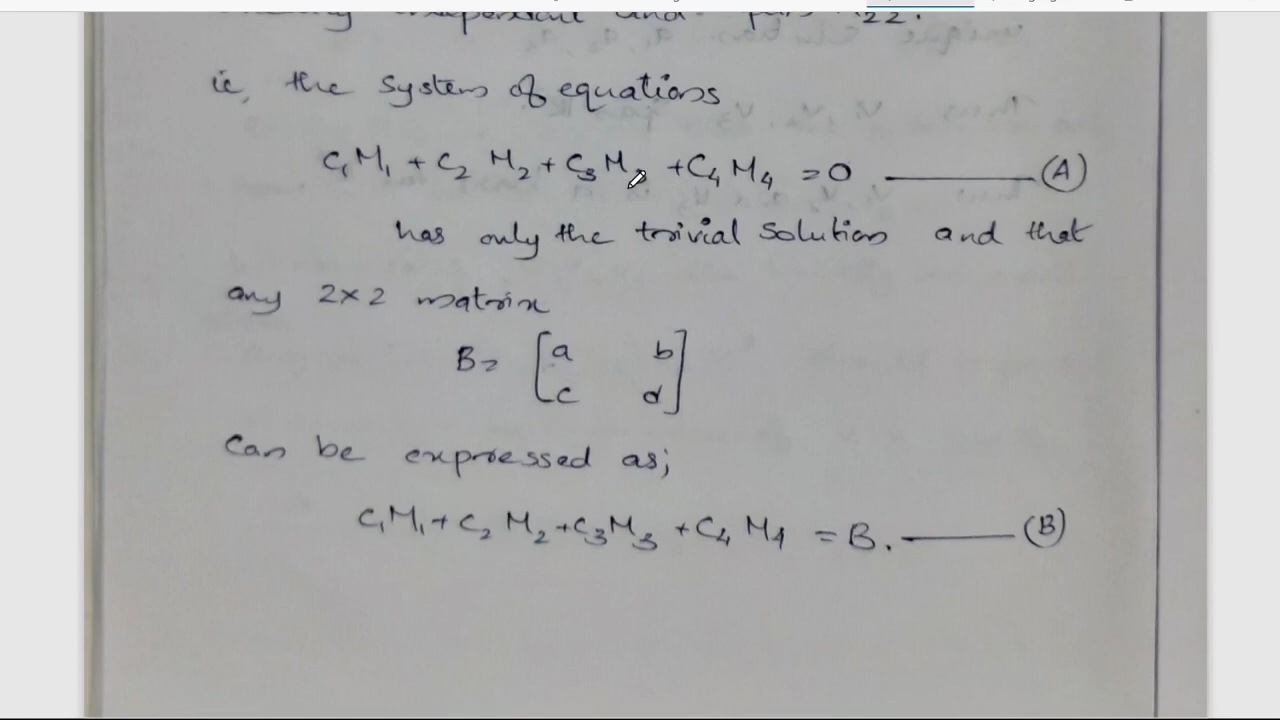 ie, the system of equations
C₁M₁ + C₂ M₂ + C₃M₃ + C₄ M₄ = 0 ——— (A)
has only the trivial solution and that
any 2×2 matrix
B = [a b
c d]
can be expressed as;
C₁M₁ + C₂ M₂ + C₃M₃ + C₄ M₄ = B. ——— (B)